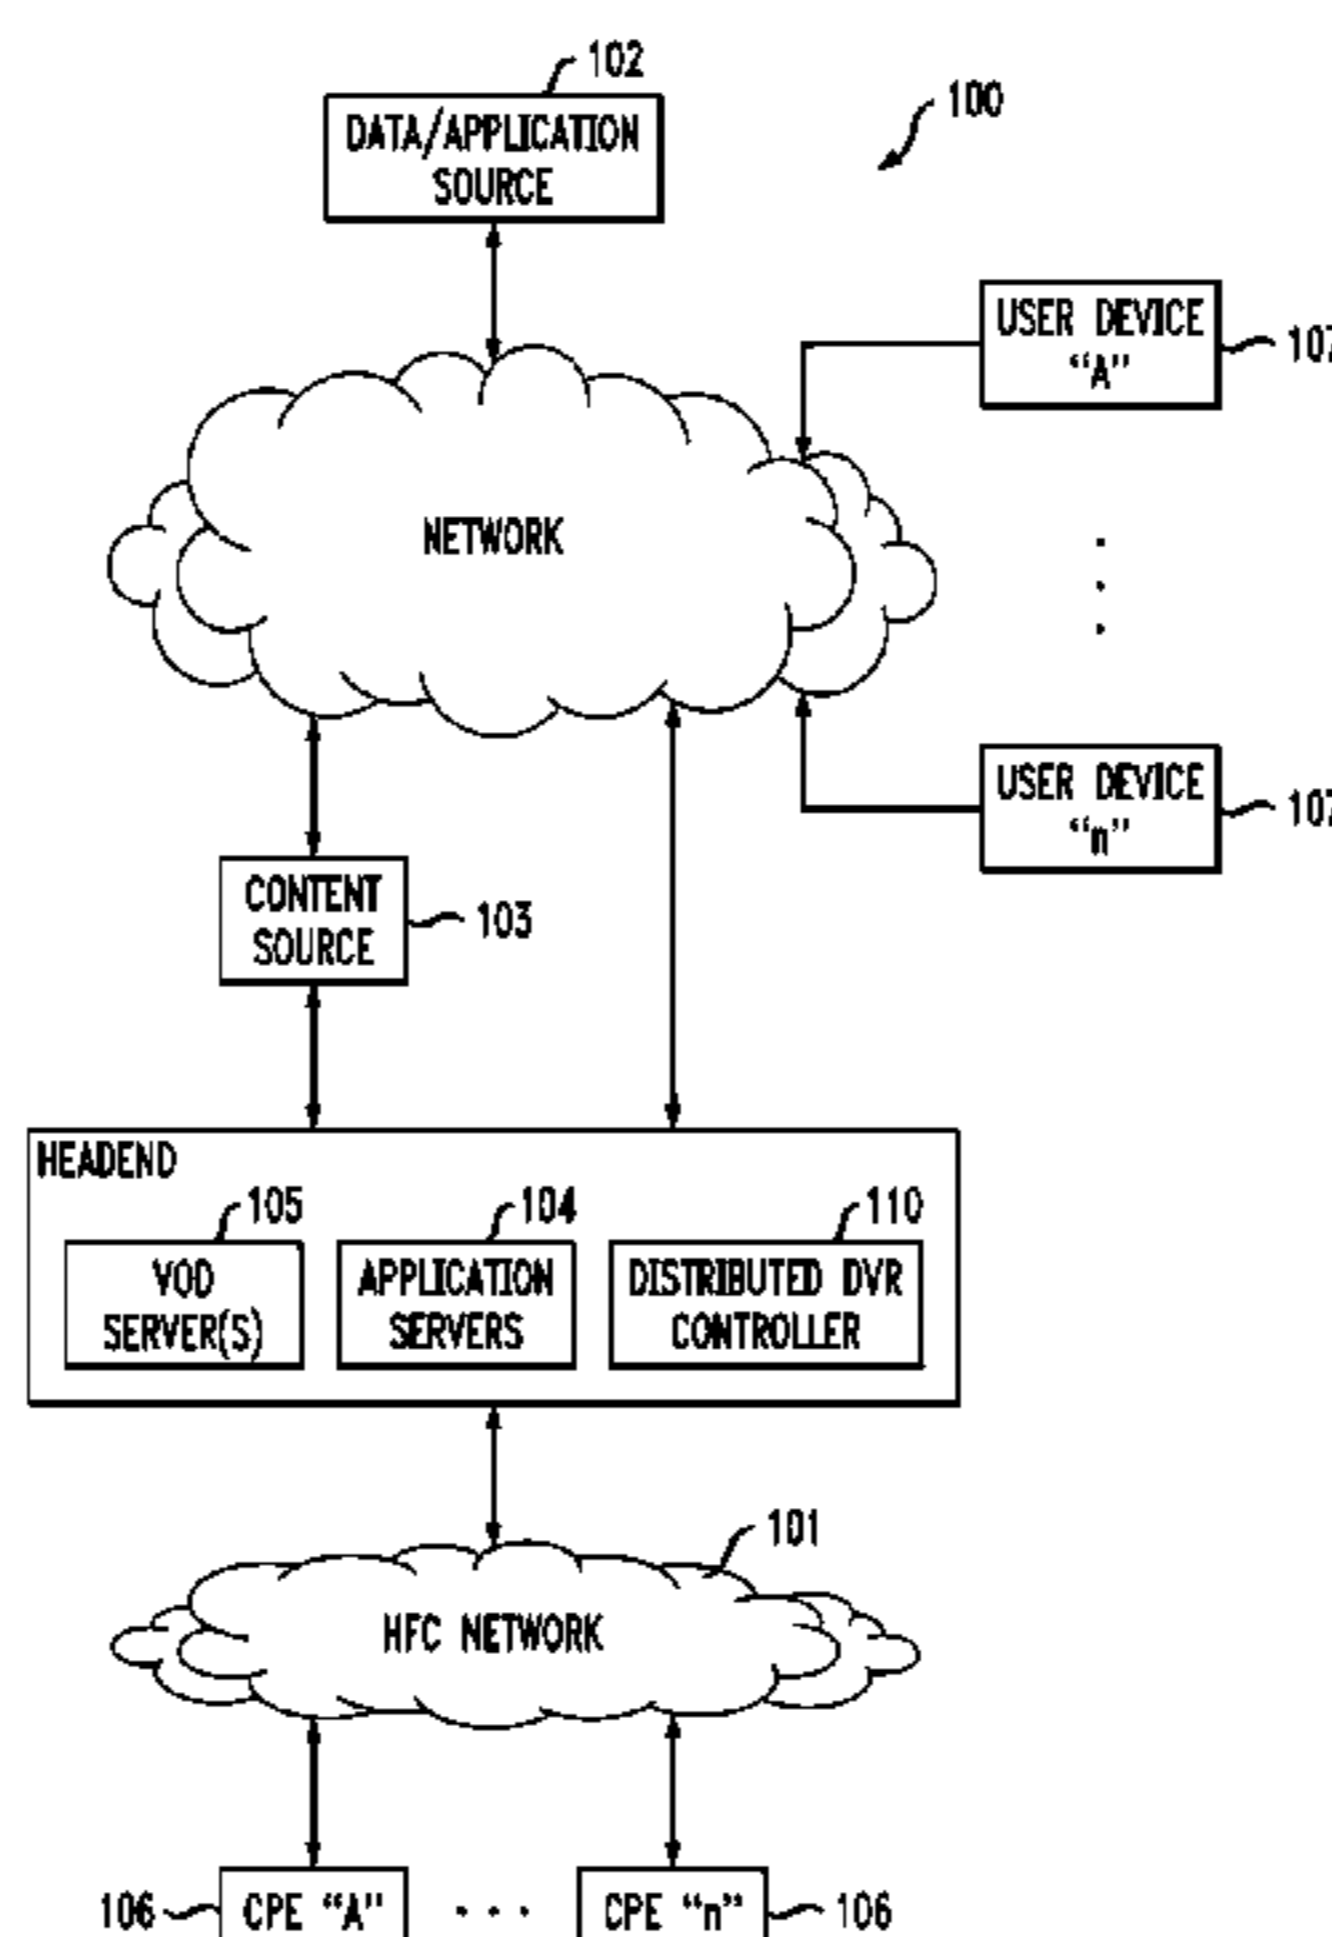 102
DATA/APPLICATION
SOURCE
100
USER DEVICE
“A”
NETWORK
USER DEVICE
“n”
CONTENT
SOURCE
103
HEADEND
105
104
110
VOD
SERVER(S)
APPLICATION
SERVERS
DISTRIBUTED DVR
CONTROLLER
101
HFC NETWORK
106
CPE “A”
. . .
CPE “n”
106